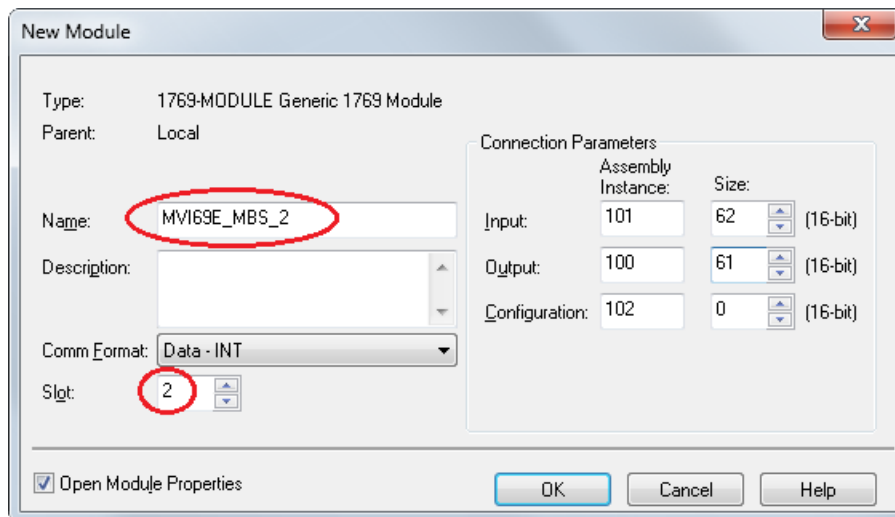 New Module
Type: 1769-MODULE Generic 1769 Module
Parent: Local
Connection Parameters
Assembly Instance: Size:
Name: MVI69E_MBS_2
Input: 101 62 (16-bit)
Description:
Output: 100 61 (16-bit)
Configuration: 102 0 (16-bit)
Comm Format: Data - INT
Slot: 2
Open Module Properties
OK Cancel Help